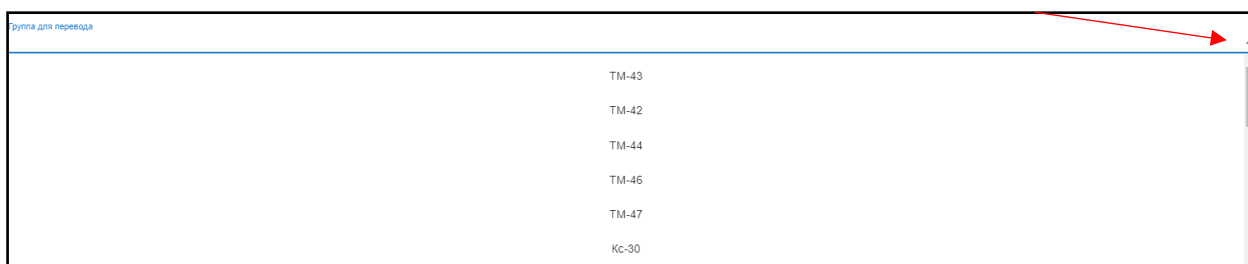 Группа для перевода
ТМ-43
ТМ-42
ТМ-44
ТМ-46
ТМ-47
Кс-30